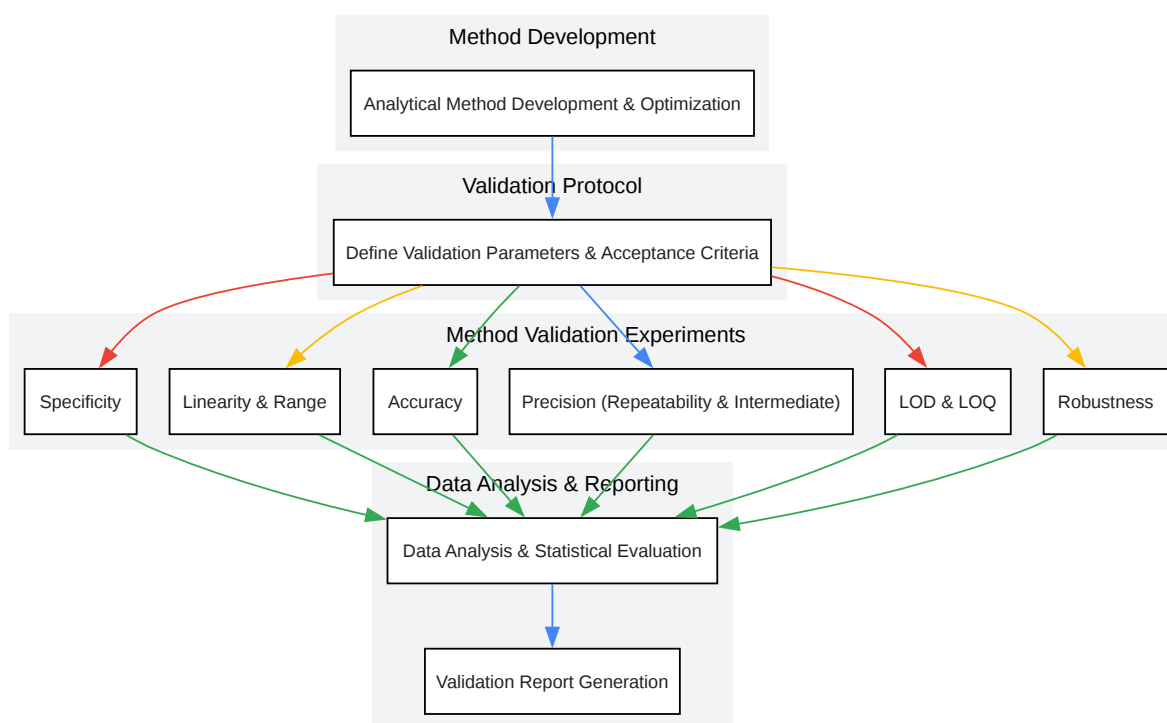 Method Development
Analytical Method Development & Optimization
Validation Protocol
Define Validation Parameters & Acceptance Criteria
Method Validation Experiments
Specificity
Linearity & Range
Accuracy
Precision (Repeatability & Intermediate)
LOD & LOQ
Robustness
Data Analysis & Reporting
Data Analysis & Statistical Evaluation
Validation Report Generation